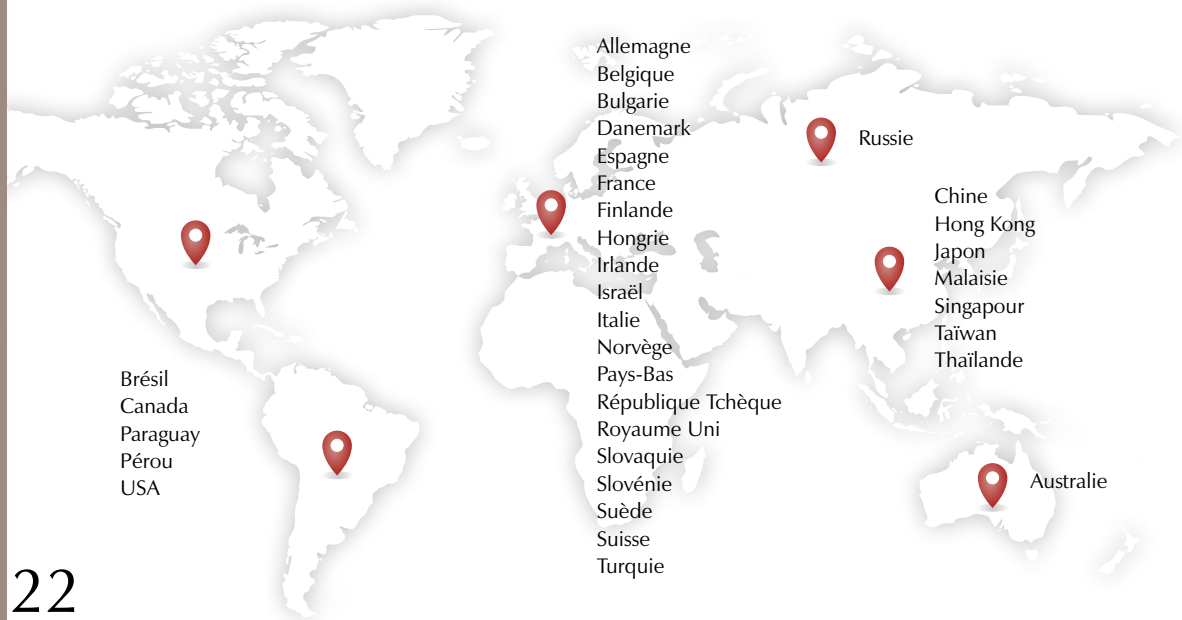 Brésil
Canada
Paraguay
Pérou
USA
Allemagne
Belgique
Bulgarie
Danemark
Espagne
France
Finlande
Hongrie
Irlande
Israël
Italie
Norvège
Pays-Bas
République Tchèque
Royaume Uni
Slovaquie
Slovénie
Suède
Suisse
Turquie
Russie
Chine
Hong Kong
Japon
Malaisie
Singapour
Taïwan
Thaïlande
Australie
22